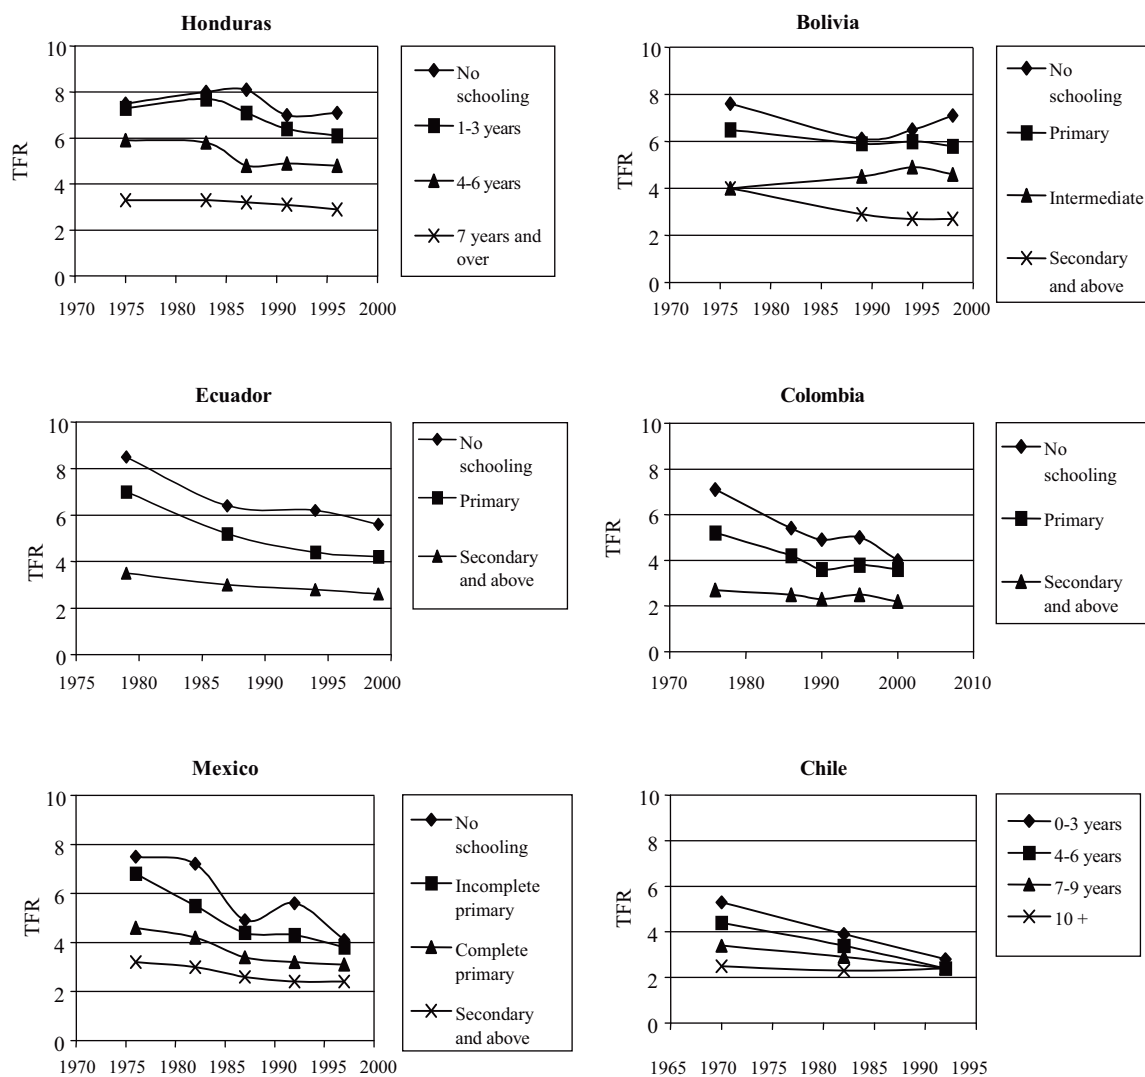 Honduras
10
8
6
4
2
0
TFR
1970 1975 1980 1985 1990 1995 2000
No
schooling
1-3 years
4-6 years
7 years and
over
Bolivia
10
8
6
4
2
0
TFR
1970 1975 1980 1985 1990 1995 2000
No
schooling
Primary
Intermediate
Secondary
and above
Ecuador
10
8
6
4
2
0
TFR
1975 1980 1985 1990 1995 2000
No
schooling
Primary
Secondary
and above
Colombia
10
8
6
4
2
0
TFR
1970 1980 1990 2000 2010
No
schooling
Primary
Secondary
and above
Mexico
10
8
6
4
2
0
TFR
1970 1975 1980 1985 1990 1995 2000
No
schooling
Incomplete
primary
Complete
primary
Secondary
and above
Chile
10
8
6
4
2
0
TFR
1965 1970 1975 1980 1985 1990 1995
0-3 years
4-6 years
7-9 years
10 +